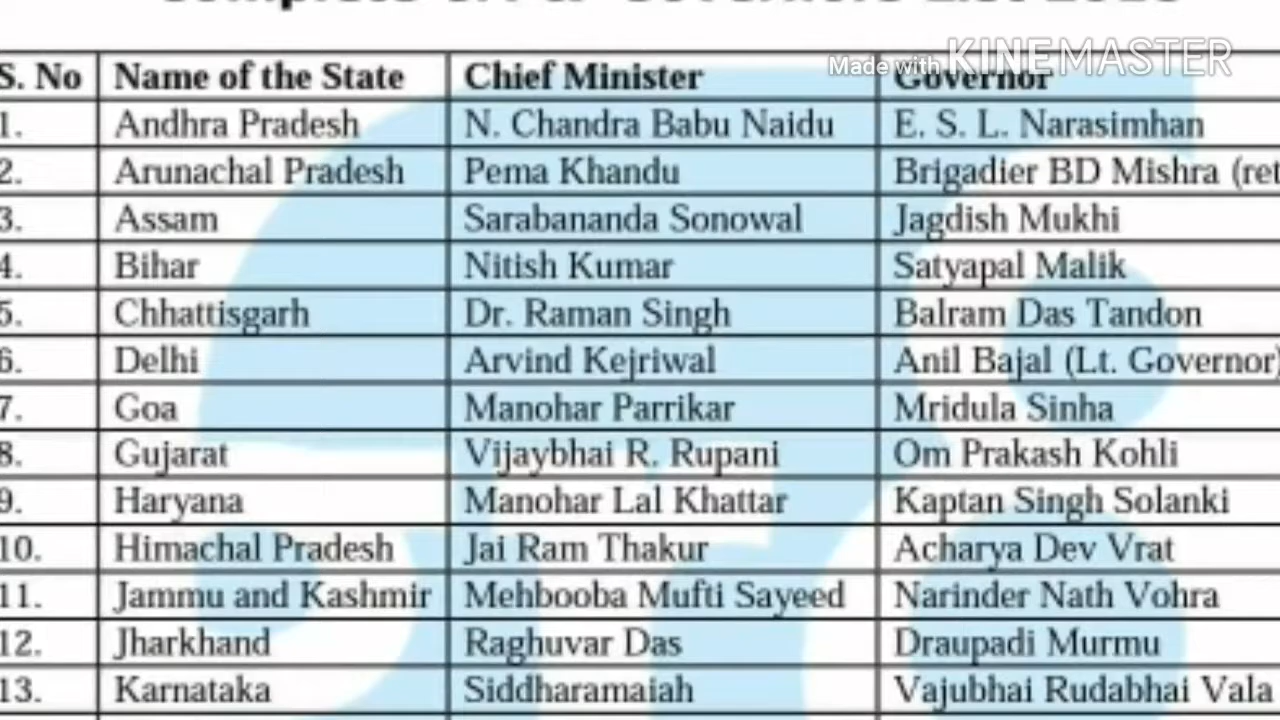 S. No Name of the State Chief Minister Governor
Made with KINEMASTER
1. Andhra Pradesh N. Chandra Babu Naidu E. S. L. Narasimhan
2. Arunachal Pradesh Pema Khandu Brigadier BD Mishra (ret
3. Assam Sarabananda Sonowal Jagdish Mukhi
4. Bihar Nitish Kumar Satyapal Malik
5. Chhattisgarh Dr. Raman Singh Balram Das Tandon
6. Delhi Arvind Kejriwal Anil Bajal (Lt. Governor)
7. Goa Manohar Parrikar Mridula Sinha
8. Gujarat Vijaybhai R. Rupani Om Prakash Kohli
9. Haryana Manohar Lal Khattar Kaptan Singh Solanki
10. Himachal Pradesh Jai Ram Thakur Acharya Dev Vrat
11. Jammu and Kashmir Mehbooba Mufti Sayeed Narinder Nath Vohra
12. Jharkhand Raghuvar Das Draupadi Murmu
13. Karnataka Siddharamaiah Vajubhai Rudabhai Vala